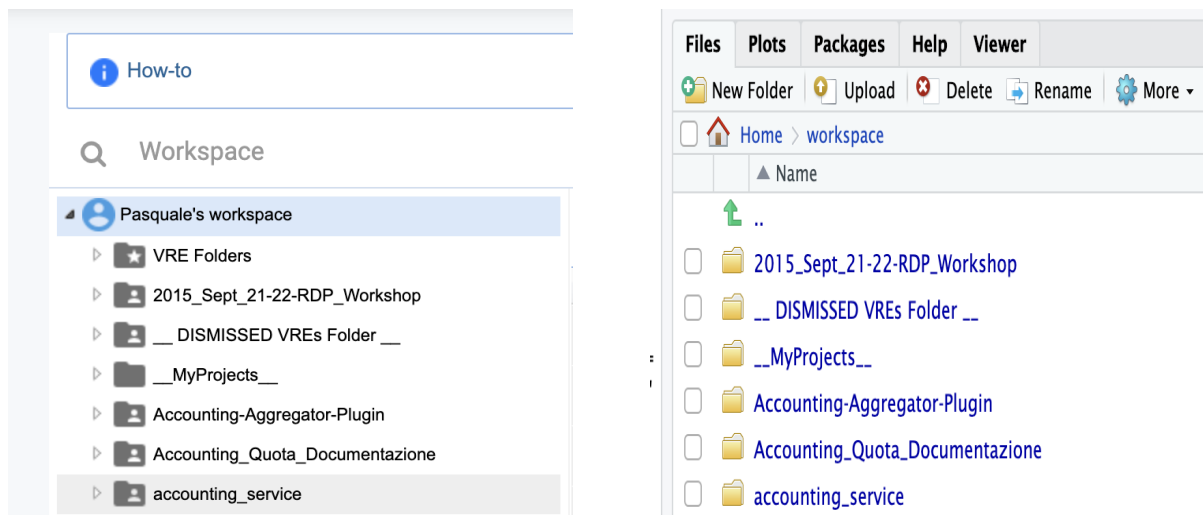 How-to
Workspace
Pasquale's workspace
VRE Folders
2015_Sept_21-22-RDP_Workshop
__ DISMISSED VREs Folder __
__MyProjects__
Accounting-Aggregator-Plugin
Accounting_Quota_Documentazione
accounting_service
Files Plots Packages Help Viewer
New Folder Upload Delete Rename More
Home workspace
Name
..
2015_Sept_21-22-RDP_Workshop
__ DISMISSED VREs Folder __
__MyProjects__
Accounting-Aggregator-Plugin
Accounting_Quota_Documentazione
accounting_service